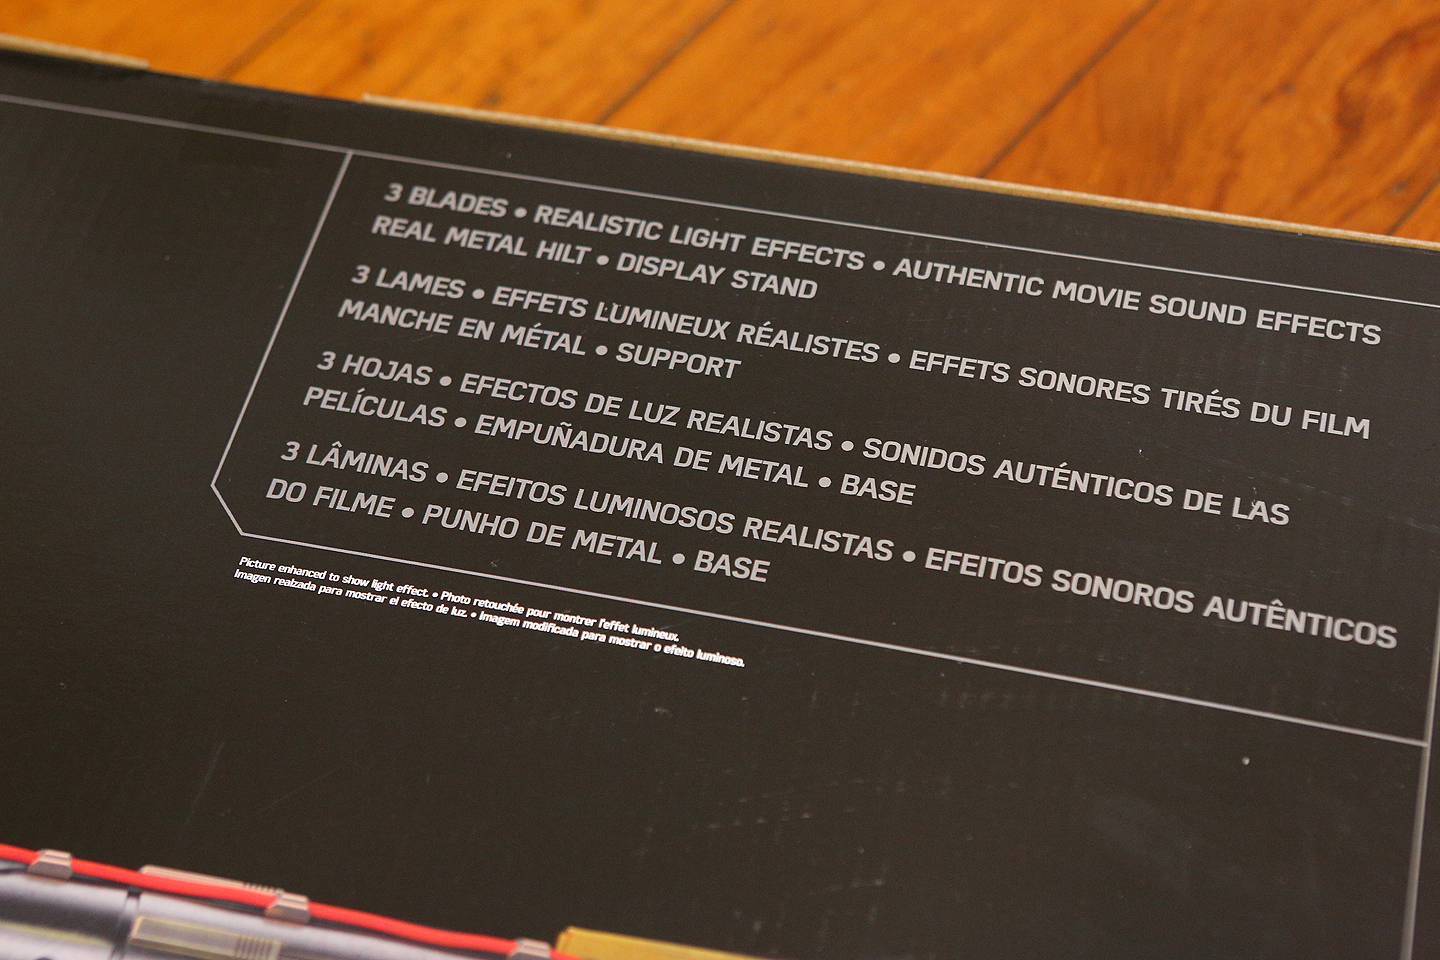 3 BLADES • REALISTIC LIGHT EFFECTS • AUTHENTIC MOVIE SOUND EFFECTS
REAL METAL HILT • DISPLAY STAND
3 LAMES • EFFETS LUMINEUX RÉALISTES • EFFETS SONORES TIRÉS DU FILM
MANCHE EN MÉTAL • SUPPORT
3 HOJAS • EFECTOS DE LUZ REALISTAS • SONIDOS AUTÉNTICOS DE LAS
PELÍCULAS • EMPUÑADURA DE METAL • BASE
3 LÂMINAS • EFEITOS LUMINOSOS REALISTAS • EFEITOS SONOROS AUTÊNTICOS
DO FILME • PUNHO DE METAL • BASE
Picture enhanced to show light effect. • Photo retouchée pour montrer l'effet lumineux.
Imagen realzada para mostrar el efecto de luz. • Imagem modificada para mostrar o efeito luminoso.